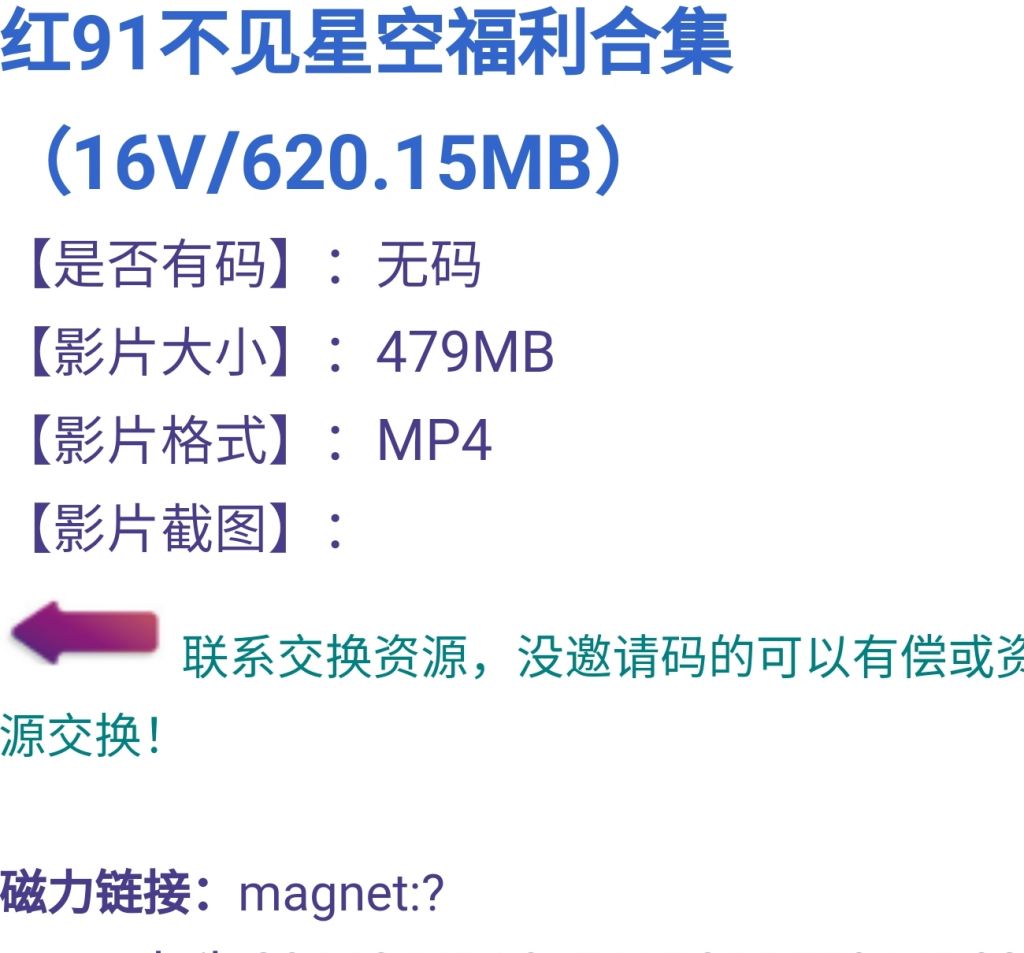 红91不见星空福利合集
（16V/620.15MB）
【是否有码】：无码
【影片大小】：479MB
【影片格式】：MP4
【影片截图】：
联系交换资源，没邀请码的可以有偿或资
源交换！
磁力链接：magnet:?